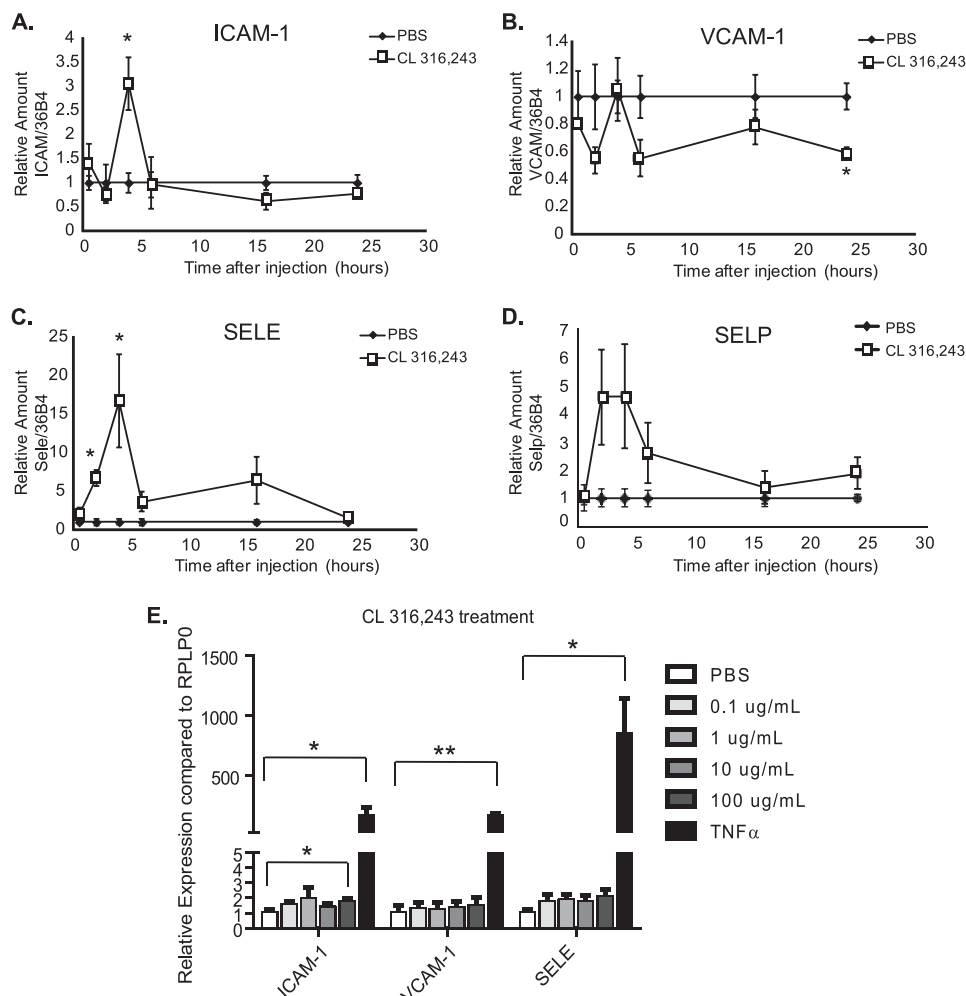 A.
ICAM-1
PBS
CL 316,243
*
Relative Amount
ICAM/36B4
4
3.5
3
2.5
2
1.5
1
0.5
0
0 5 10 15 20 25 30
Time after injection (hours)
B.
VCAM-1
PBS
CL 316,243
Relative Amount
VCAM/36B4
1.4
1.2
1
0.8
0.6
0.4
0.2
0
*
0 5 10 15 20 25 30
Time after injection (hours)
C.
SELE
PBS
CL 316,243
* *
Relative Amount
Sele/36B4
25
20
15
10
5
0
0 5 10 15 20 25 30
Time after injection (hours)
D.
SELP
PBS
CL 316,243
Relative Amount
Selp/36B4
7
6
5
4
3
2
1
0
0 5 10 15 20 25 30
Time after injection (hours)
E.
CL 316,243 treatment
Relative Expression compared to RPLP0
1500
1000
500
5
4
3
2
1
0
*
*
**
*
ICAM-1
VCAM-1
SELE
PBS
0.1 ug/mL
1 ug/mL
10 ug/mL
100 ug/mL
TNFα